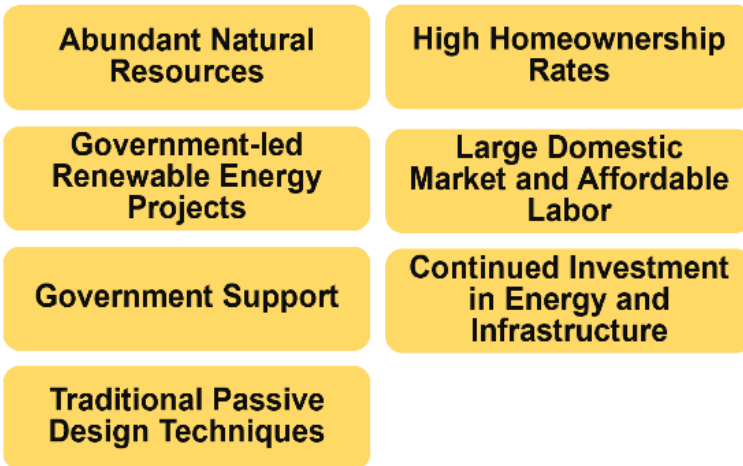 Abundant Natural
Resources
High Homeownership
Rates
Government-led
Renewable Energy
Projects
Large Domestic
Market and Affordable
Labor
Government Support
Continued Investment
in Energy and
Infrastructure
Traditional Passive
Design Techniques